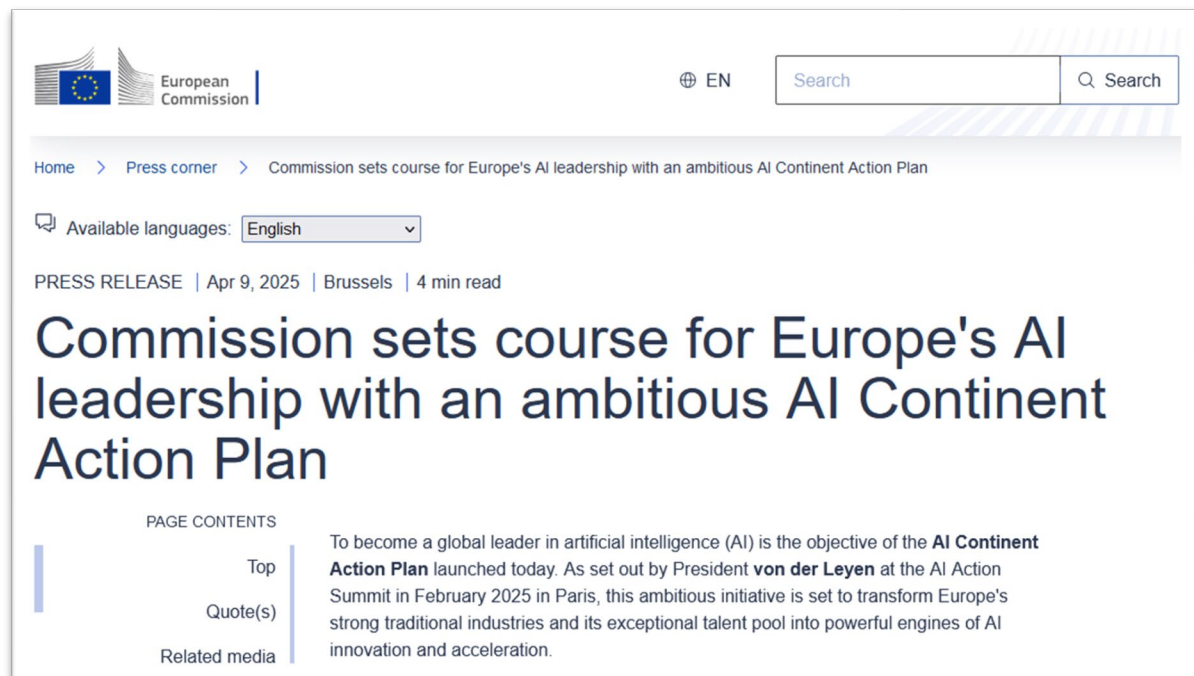 European
Commission
EN
Search
Search
Home > Press corner > Commission sets course for Europe's AI leadership with an ambitious AI Continent Action Plan
Available languages: English
PRESS RELEASE | Apr 9, 2025 | Brussels | 4 min read
Commission sets course for Europe's AI
leadership with an ambitious AI Continent
Action Plan
PAGE CONTENTS
Top
Quote(s)
Related media
To become a global leader in artificial intelligence (AI) is the objective of the AI Continent
Action Plan launched today. As set out by President von der Leyen at the AI Action
Summit in February 2025 in Paris, this ambitious initiative is set to transform Europe's
strong traditional industries and its exceptional talent pool into powerful engines of AI
innovation and acceleration.